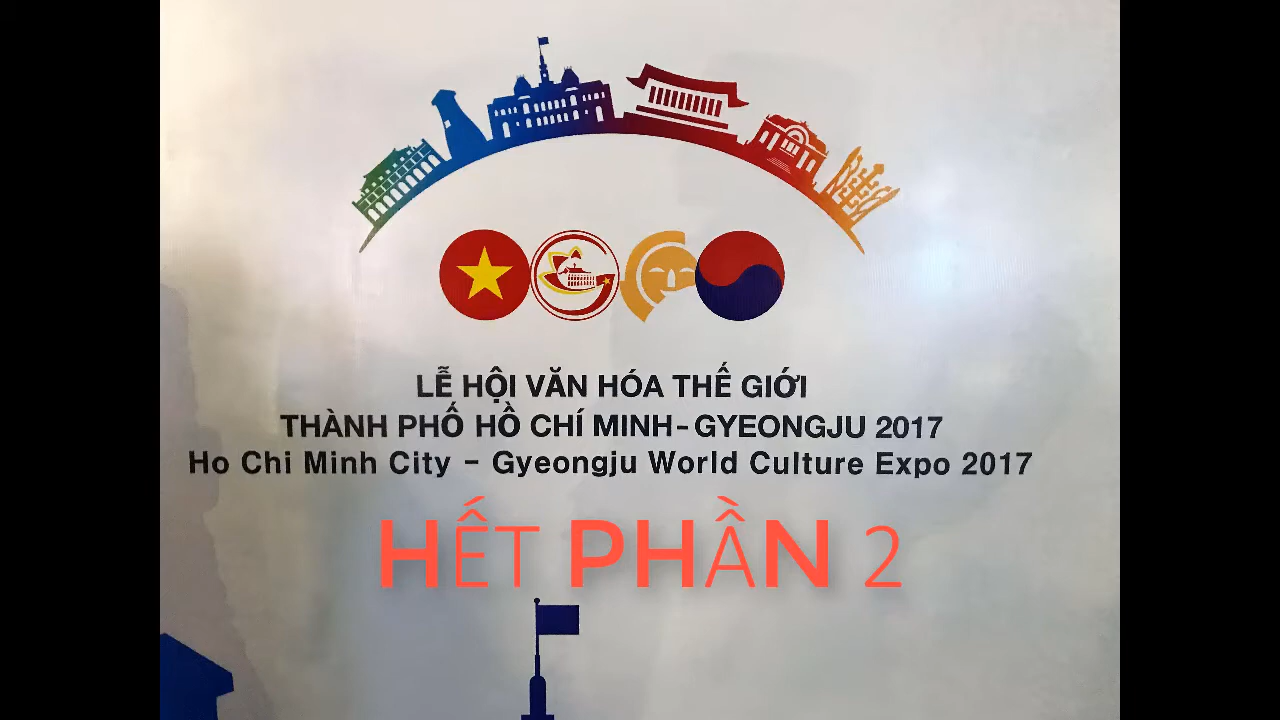 LỄ HỘI VĂN HÓA THẾ GIỚI
THÀNH PHỐ HỒ CHÍ MINH-GYEONGJU 2017
Ho Chi Minh City – Gyeongju World Culture Expo 2017
HẾT PHẦN 2